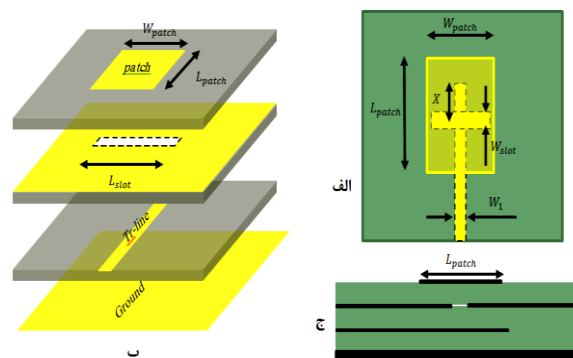 W_patch
patch
L_patch
L_slot
Tr-line
Ground
ب
W_patch
L_patch
X
W_slot
W_1
الف
L_patch
ج